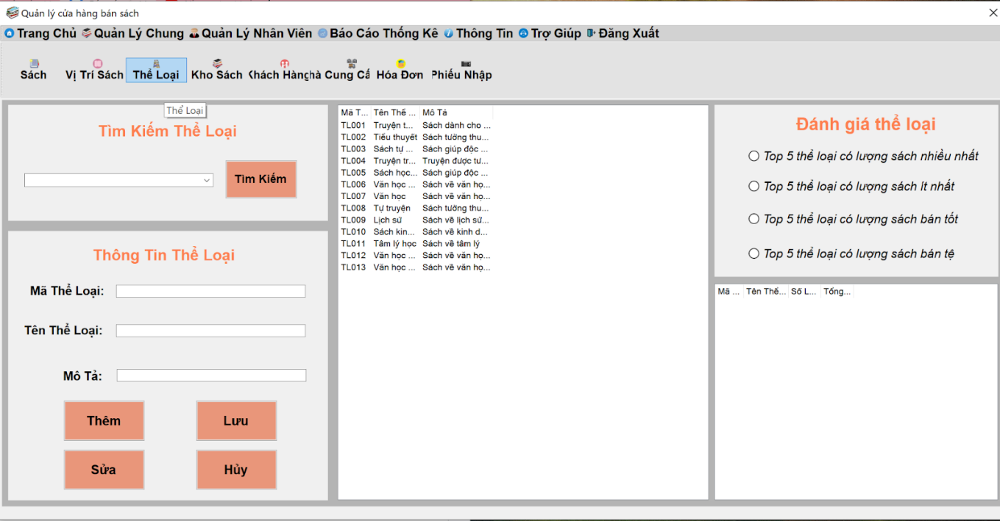 Quản lý cửa hàng bán sách
Trang Chủ Quản Lý Chung Quản Lý Nhân Viên Báo Cáo Thống Kê Thông Tin Trợ Giúp Đăng Xuất
Sách Vị Trí Sách Thể Loại Kho Sách Khách Hàng hà Cung Cấ Hóa Đơn Phiếu Nhập
Thể Loại
Tìm Kiếm Thể Loại
Tìm Kiếm
Thông Tin Thể Loại
Mã Thể Loại:
Tên Thể Loại:
Mô Tả:
Thêm Lưu
Sửa Hủy
Mã T... Tên Thể ... Mô Tả
TL001 Truyện t... Sách dành cho ...
TL002 Tiểu thuyết Sách tường thu...
TL003 Sách tự ... Sách giúp độc ...
TL004 Truyện tr... Truyện được tư...
TL005 Sách học... Sách giúp độc ...
TL006 Văn học ... Sách về văn họ...
TL007 Văn học Sách về văn họ...
TL008 Tự truyện Sách tường thu...
TL009 Lịch sử Sách về lịch sử...
TL010 Sách kin... Sách về kinh d...
TL011 Tâm lý học Sách về tâm lý
TL012 Văn học ... Sách về văn họ...
TL013 Văn học ... Sách về văn họ...
Đánh giá thể loại
Top 5 thể loại có lượng sách nhiều nhất
Top 5 thể loại có lượng sách ít nhất
Top 5 thể loại có lượng sách bán tốt
Top 5 thể loại có lượng sách bán tệ
Mã ... Tên Thể... Số L... Tổng...